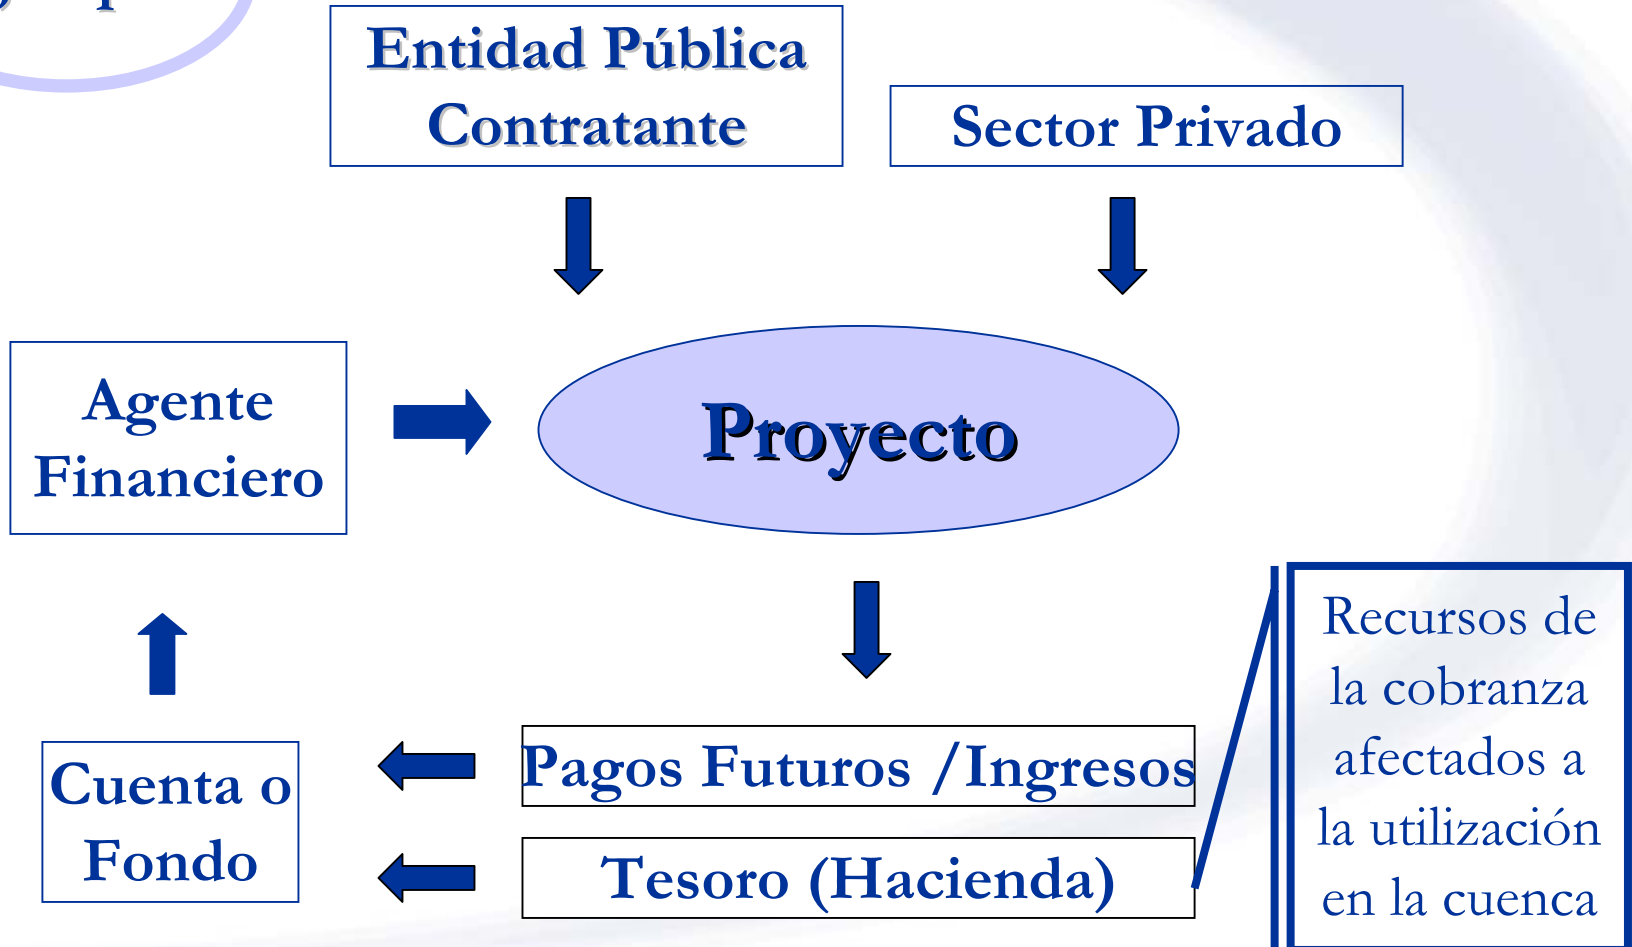 Entidad Pública
Contratante
Sector Privado
Agente
Financiero
Proyecto
Pagos Futuros /Ingresos
Tesoro (Hacienda)
Cuenta o
Fondo
Recursos de
la cobranza
afectados a
la utilización
en la cuenca